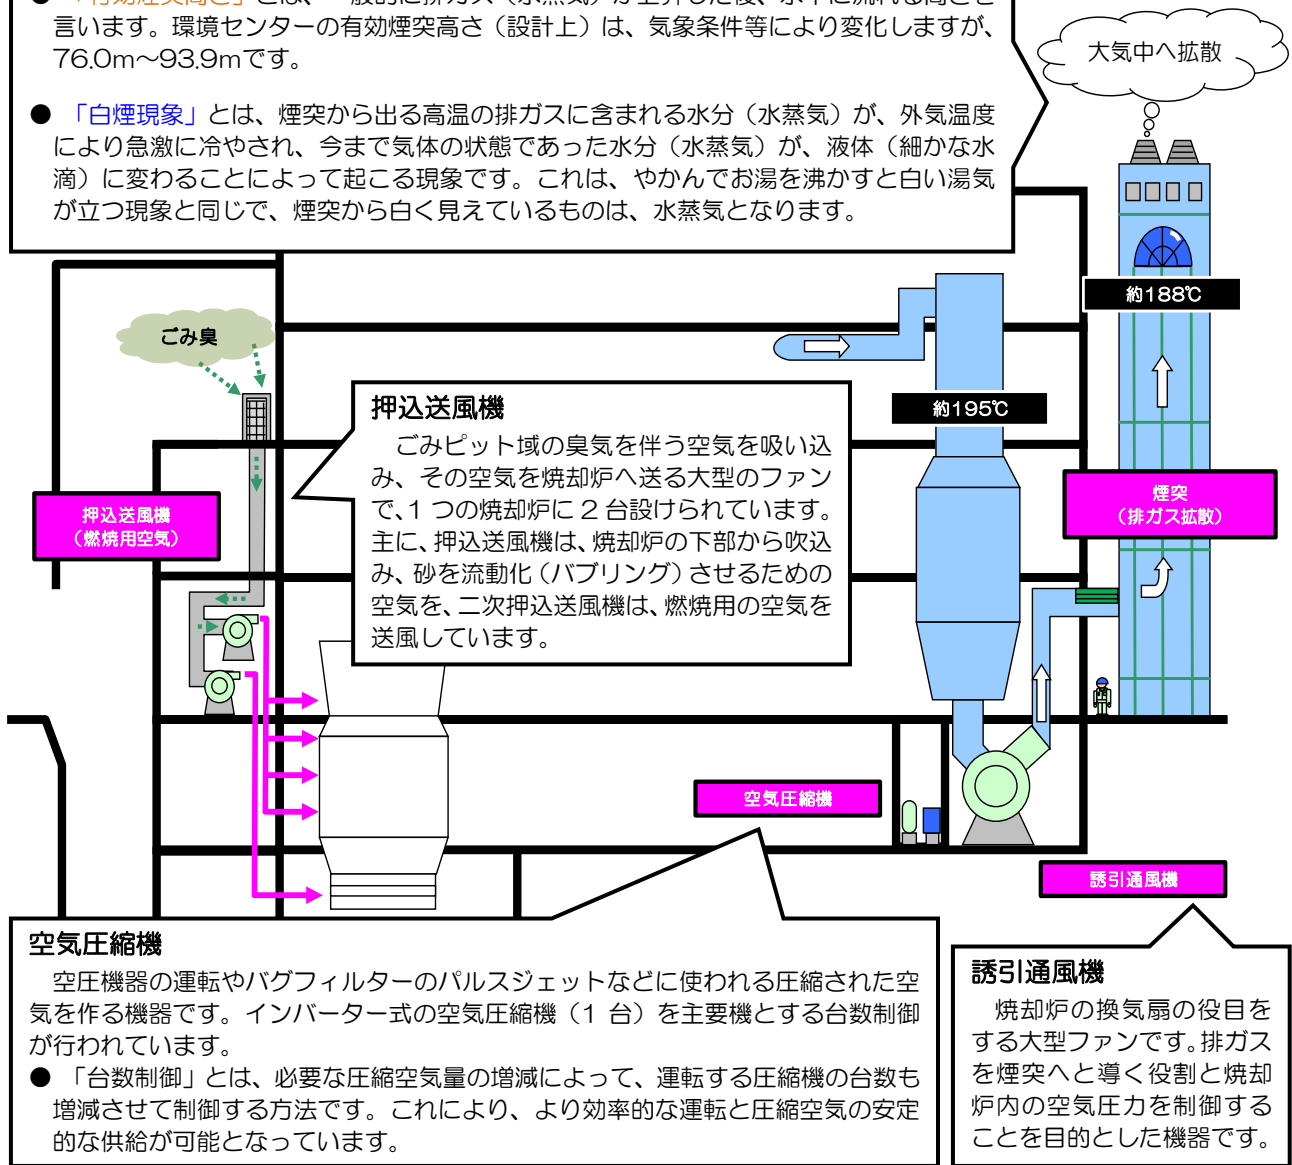 言います。環境センターの有効煙突高さ（設計上）は、気象条件等により変化しますが、
76.0m～93.9mです。
● 「白煙現象」とは、煙突から出る高温の排ガスに含まれる水分（水蒸気）が、外気温度
により急激に冷やされ、今まで気体の状態であった水分（水蒸気）が、液体（細かな水
滴）に変わることによって起こる現象です。これは、やかんでお湯を沸かすと白い湯気
が立つ現象と同じで、煙突から白く見えているものは、水蒸気となります。
大気中へ拡散
約188℃
ごみ臭
約195℃
押込送風機
ごみピット域の臭気を伴う空気を吸い込
み、その空気を焼却炉へ送る大型のファン
で、1 つの焼却炉に 2 台設けられています。
主に、押込送風機は、焼却炉の下部から吹込
み、砂を流動化（バブリング）させるための
空気を、二次押込送風機は、燃焼用の空気を
送風しています。
押込送風機
（燃焼用空気）
煙突
（排ガス拡散）
空気圧縮機
誘引通風機
空気圧縮機
空圧機器の運転やバグフィルターのパルスジェットなどに使われる圧縮された空
気を作る機器です。インバーター式の空気圧縮機（1 台）を主要機とする台数制御
が行われています。
● 「台数制御」とは、必要な圧縮空気量の増減によって、運転する圧縮機の台数も
増減させて制御する方法です。これにより、より効率的な運転と圧縮空気の安定
的な供給が可能となっています。
誘引通風機
焼却炉の換気扇の役目を
する大型ファンです。排ガス
を煙突へと導く役割と焼却
炉内の空気圧力を制御する
ことを目的とした機器です。